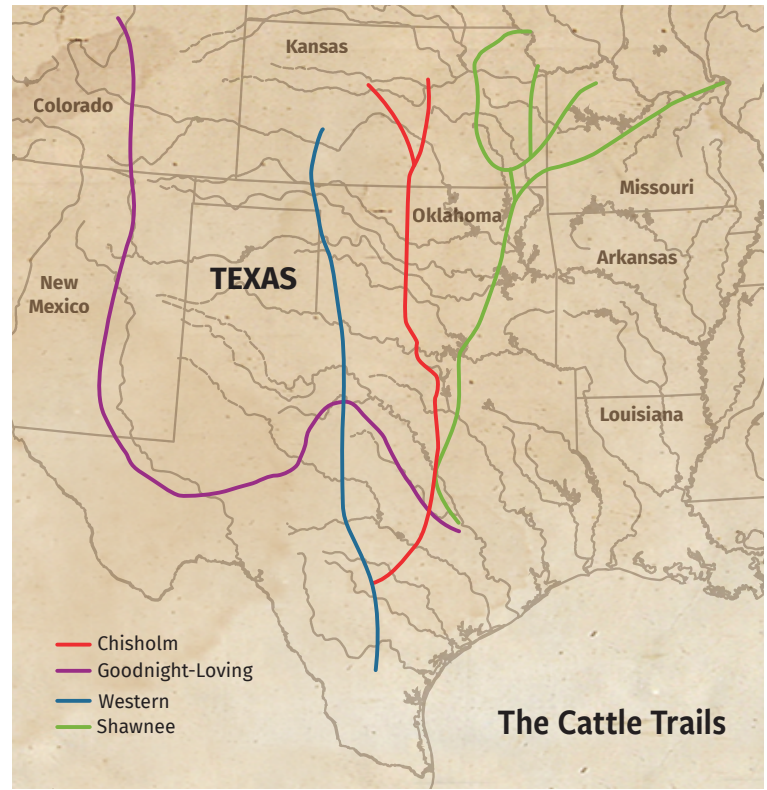 Kansas
Colorado
Missouri
Oklahoma
Arkansas
TEXAS
New
Mexico
Louisiana
Chisholm
Goodnight-Loving
Western
Shawnee
The Cattle Trails